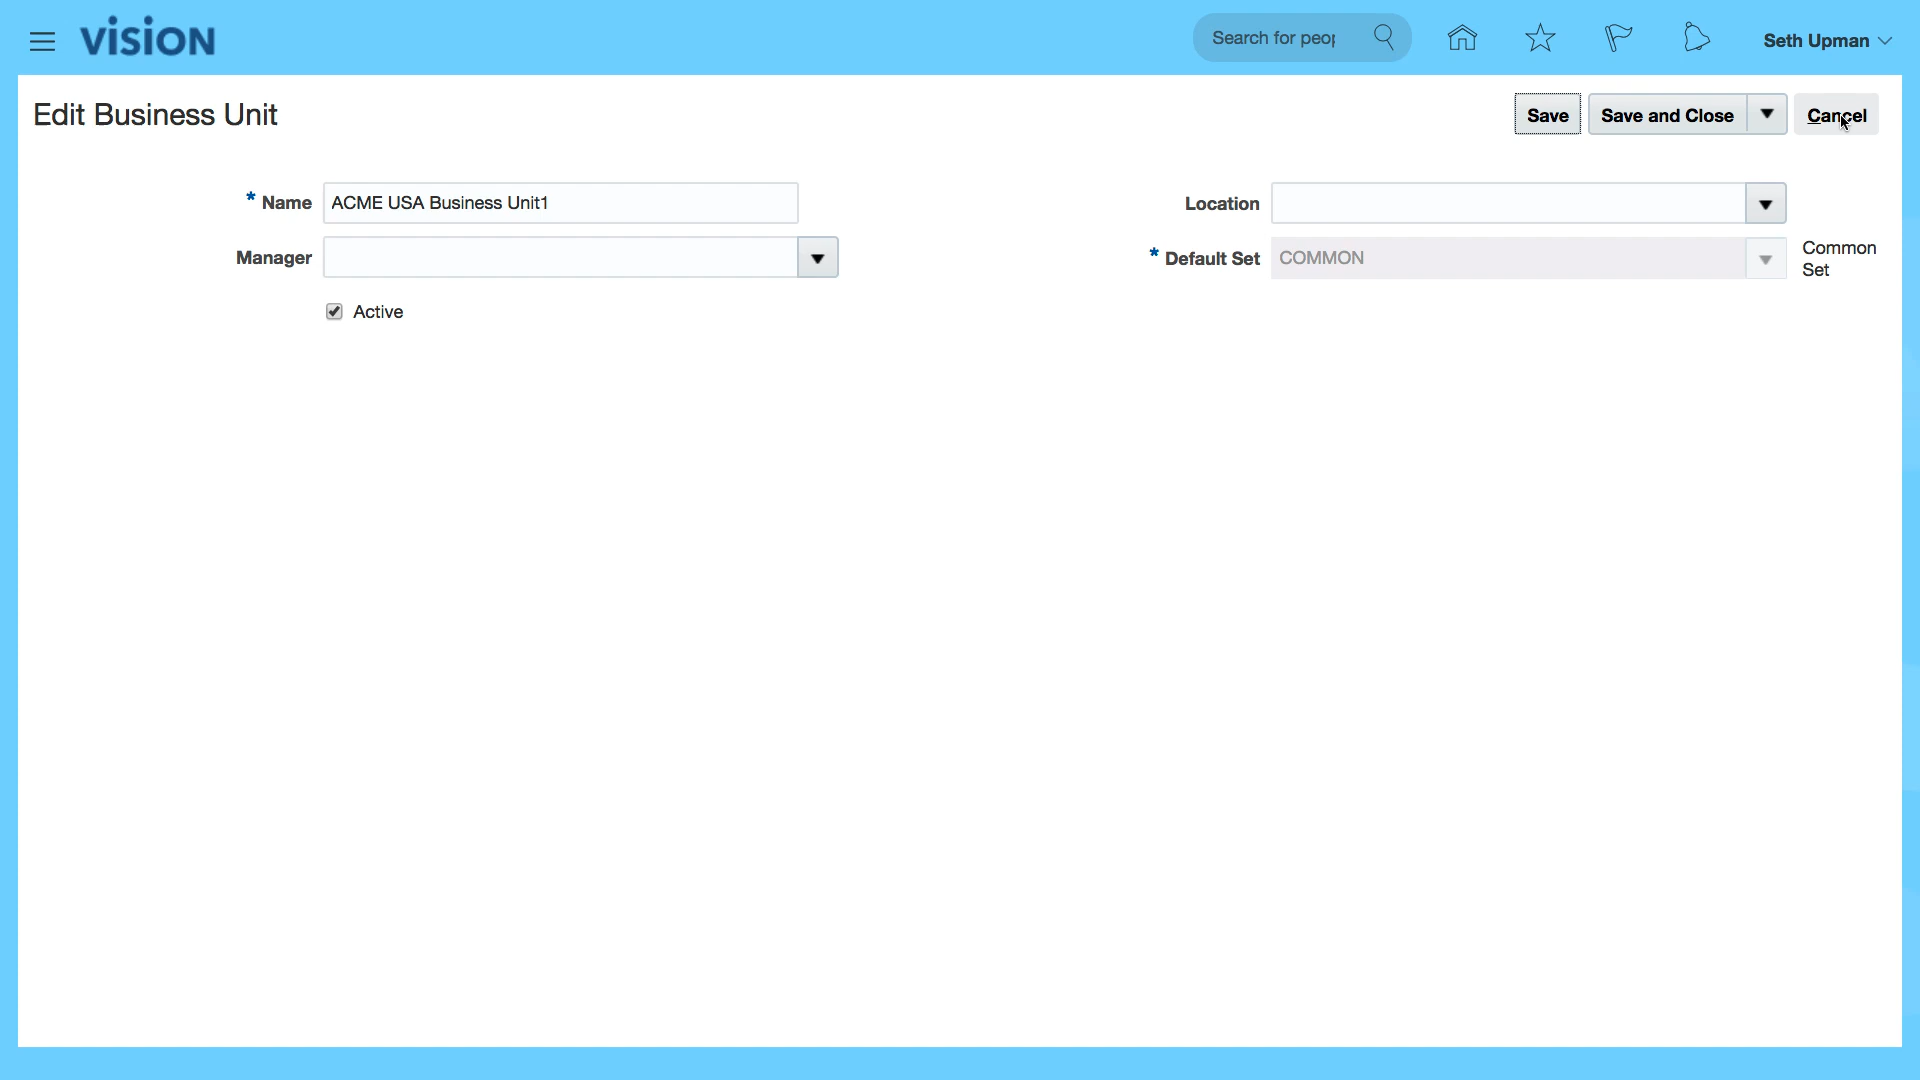 vision
Search for peop
Seth Upman
Edit Business Unit
Save
Save and Close
Cancel
* Name ACME USA Business Unit1
Location
Manager
* Default Set COMMON
Common
Set
Active